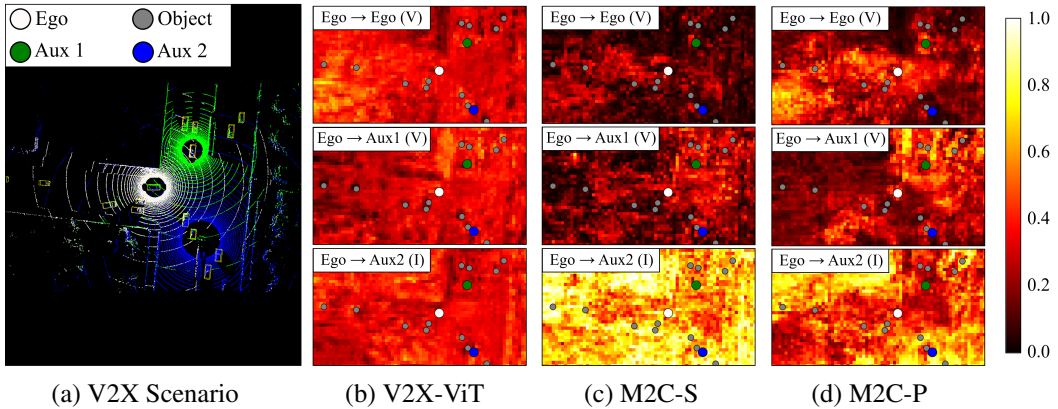 Ego Object
Aux 1 Aux 2
Ego → Ego (V)
Ego → Aux1 (V)
Ego → Aux2 (I)
Ego → Ego (V)
Ego → Aux1 (V)
Ego → Aux2 (I)
Ego → Ego (V)
Ego → Aux1 (V)
Ego → Aux2 (I)
1.0
0.8
0.6
0.4
0.2
0.0
(a) V2X Scenario (b) V2X-ViT (c) M2C-S (d) M2C-P